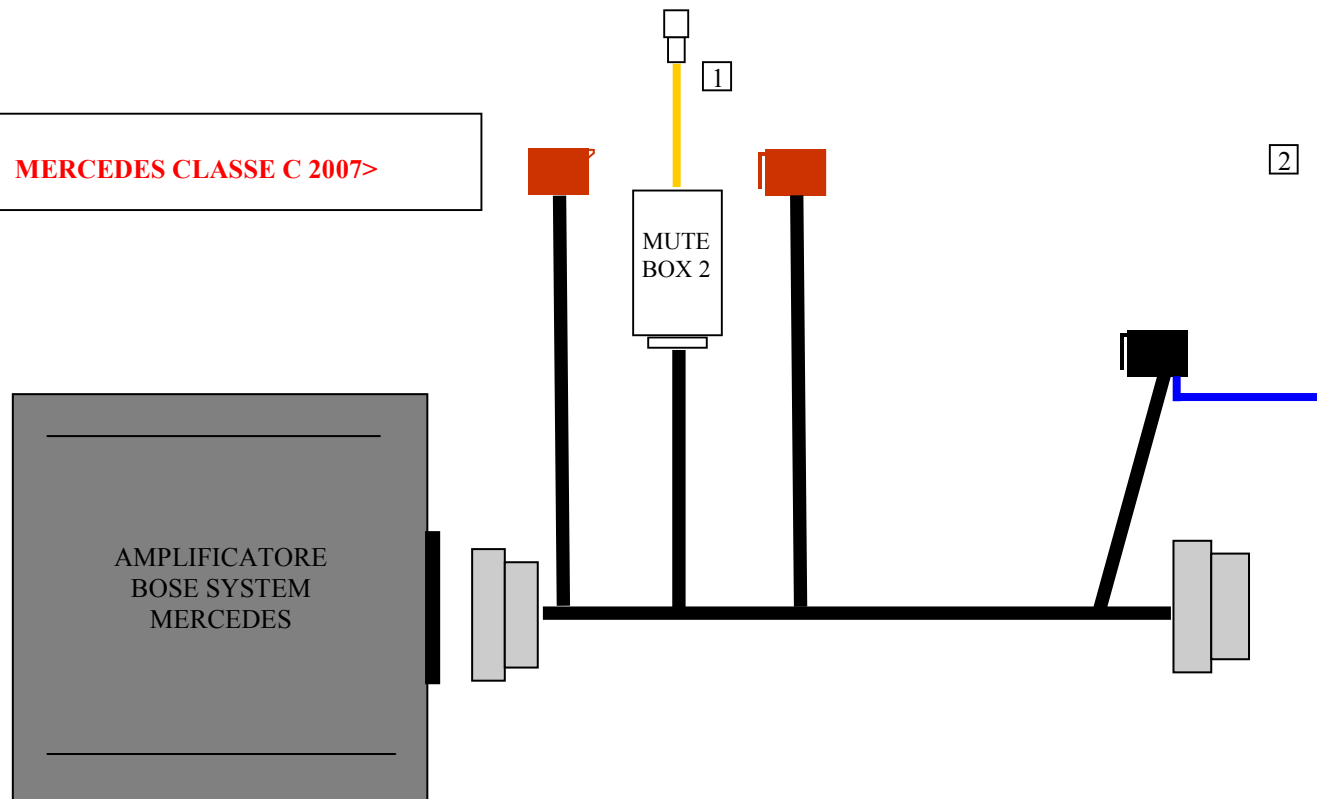 1
MERCEDES CLASSE C 2007>
2
MUTE
BOX 2
AMPLIFICATORE
BOSE SYSTEM
MERCEDES